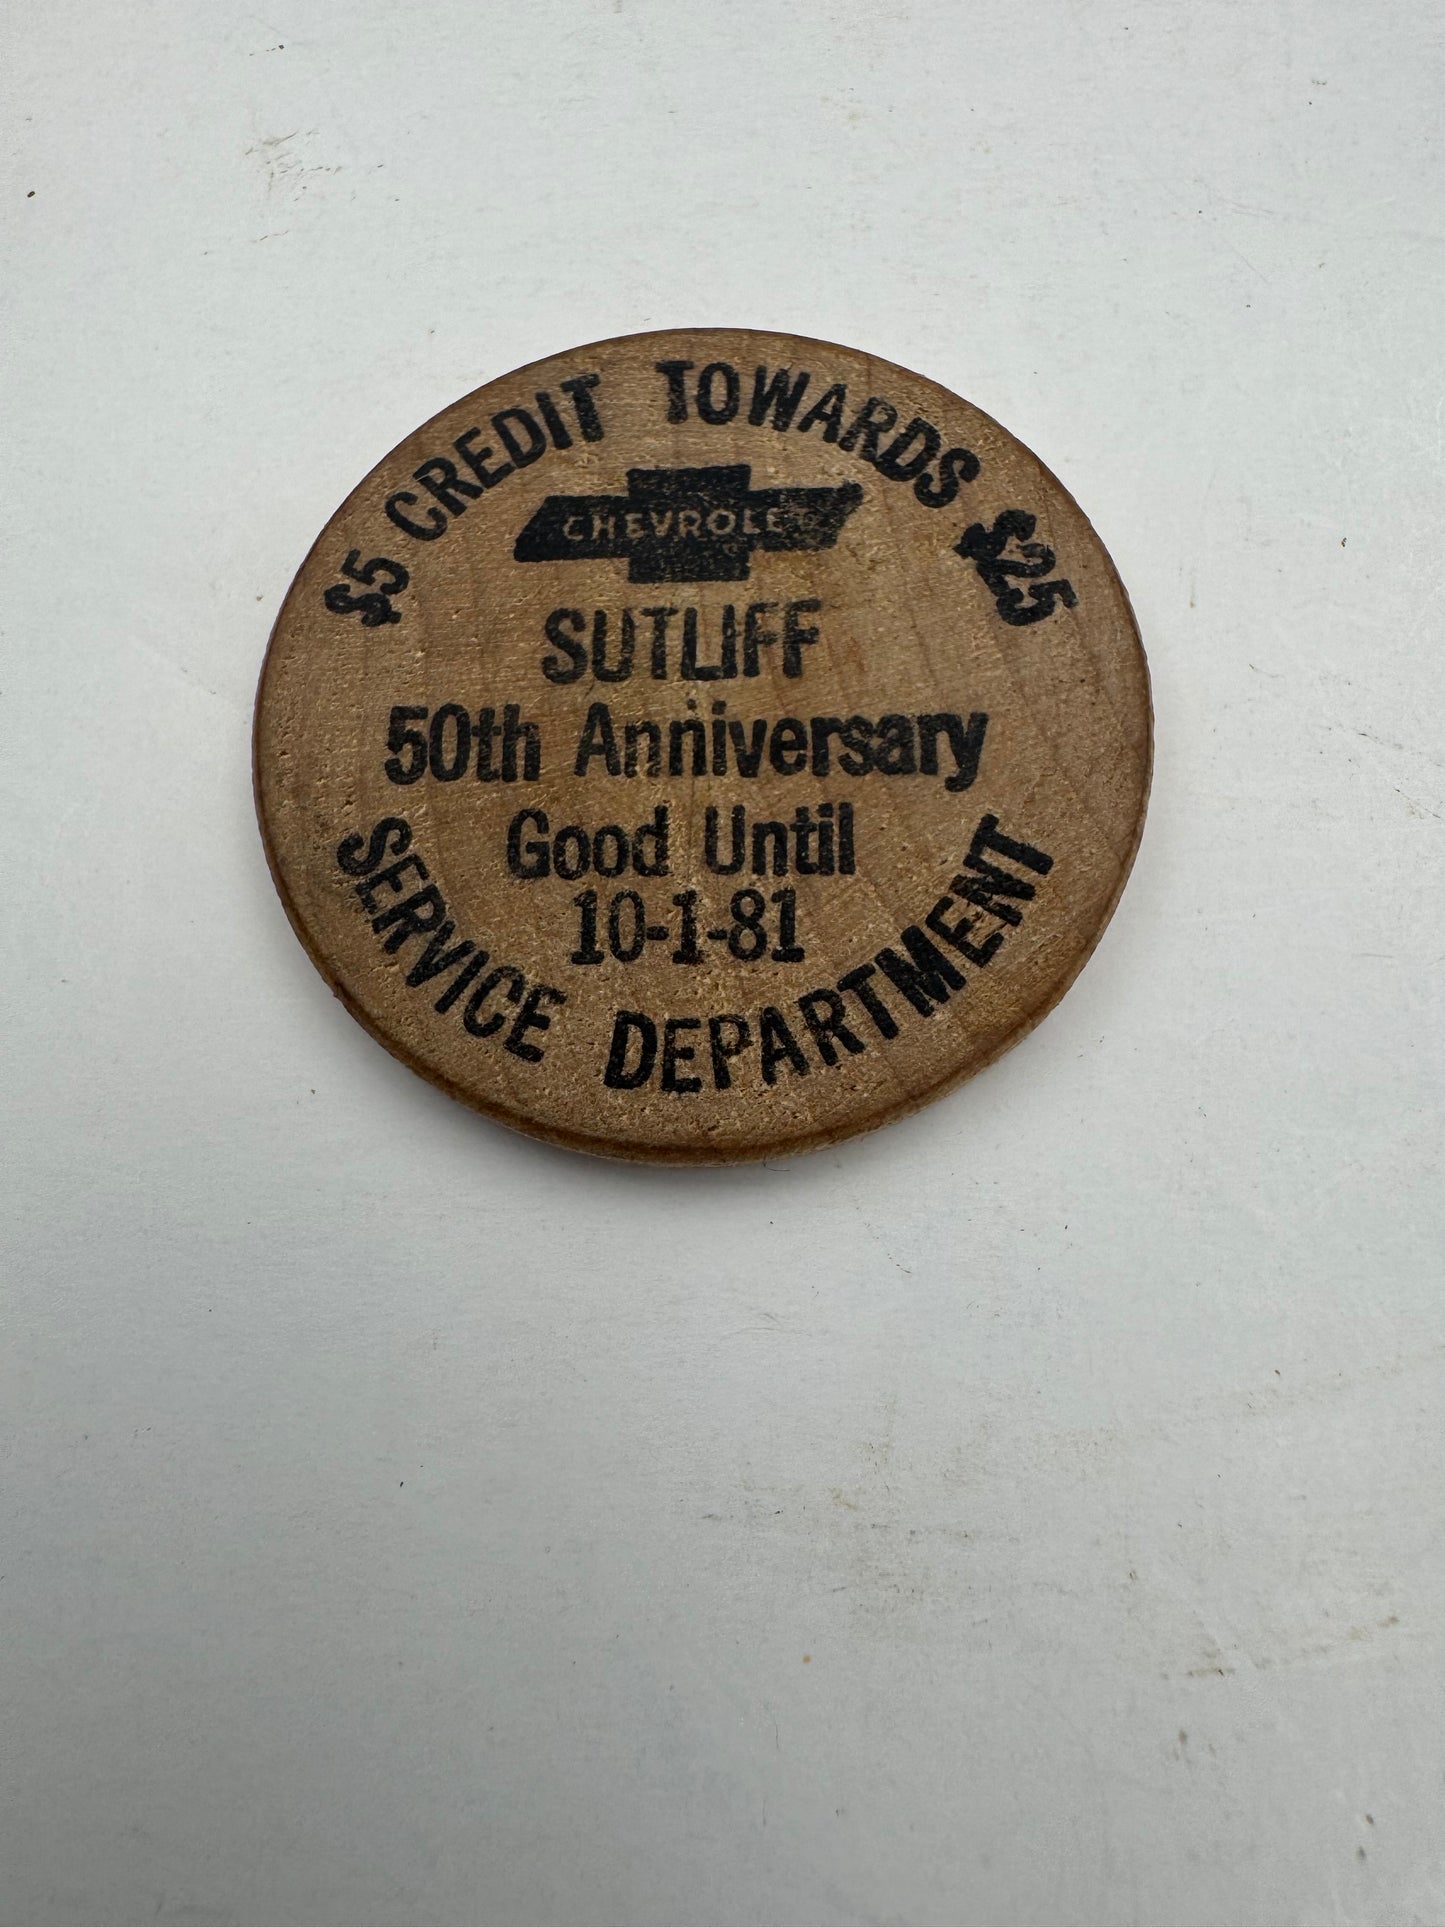 $5 CREDIT TOWARDS $25
CHEVROLET
SUTLIFF
50th Anniversary
Good Until
10-1-81
SERVICE DEPARTMENT